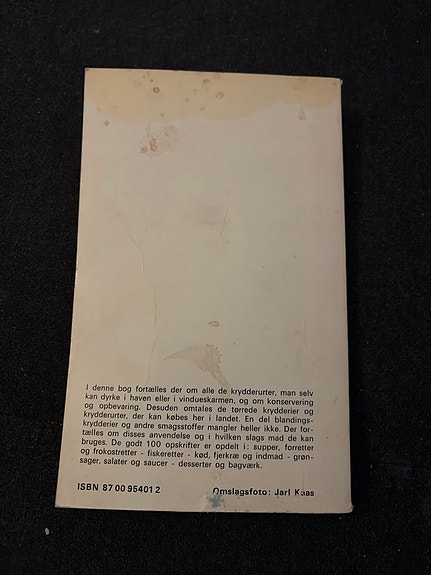 I denne bog fortælles der om alle de krydderurter, man selv
kan dyrke i haven eller i vindueskarmen, og om konservering
og opbevaring. Desuden omtales de tørrede krydderier og
krydderurter, der kan købes her i landet. En del blandings-
krydderier og andre smagsstoffer mangler heller ikke. Der for-
tælles om disses anvendelse og i hvilken slags mad de kan
bruges. De godt 100 opskrifter er opdelt i: supper, forretter
og frokostretter - fiskeretter - kød, fjerkræ og indmad - grøn-
sager, salater og saucer - desserter og bagværk.
ISBN 87 00 95401 2
Omslagsfoto: Jarl Kaas